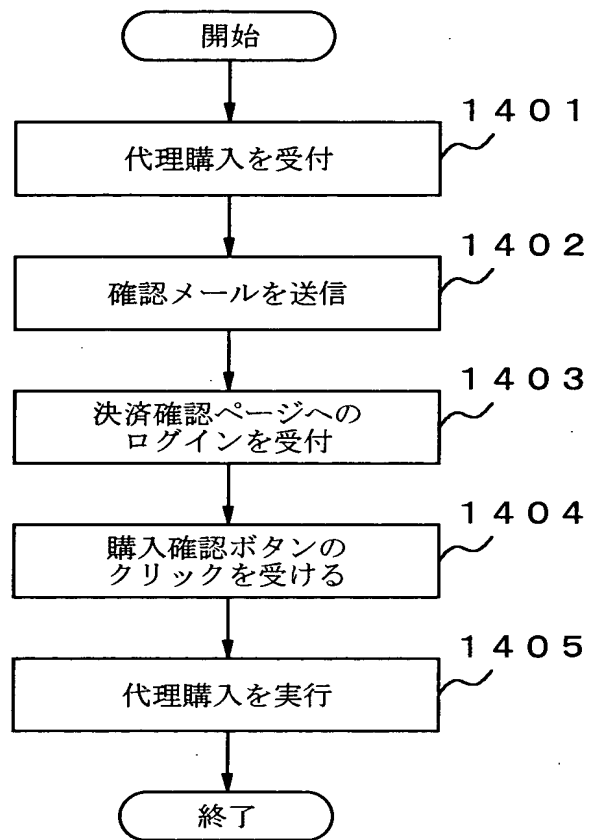 開始
1401
代理購入を受付
1402
確認メールを送信
1403
決済確認ページへの
ログインを受付
1404
購入確認ボタンの
クリックを受ける
1405
代理購入を実行
終了